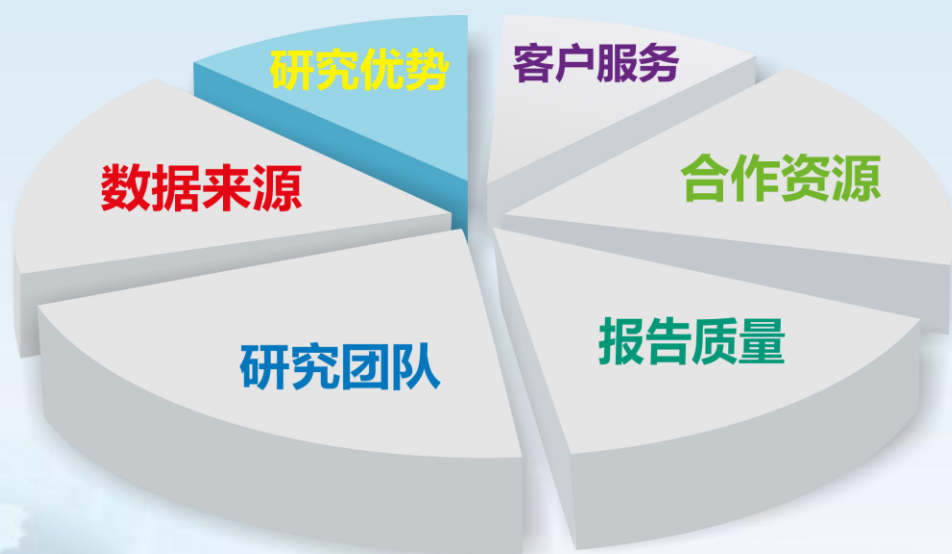 研究优势
客户服务
数据来源
合作资源
研究团队
报告质量